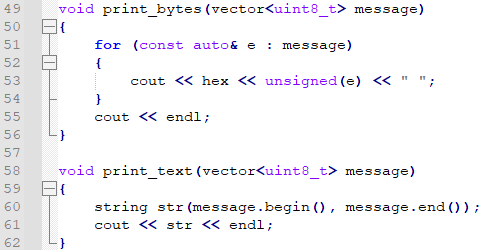 49 void print_bytes(vector<uint8_t> message)
50 {
51     for (const auto& e : message)
52     {
53         cout << hex << unsigned(e) << " ";
54     }
55     cout << endl;
56 }
57
58 void print_text(vector<uint8_t> message)
59 {
60     string str(message.begin(), message.end());
61     cout << str << endl;
62 }